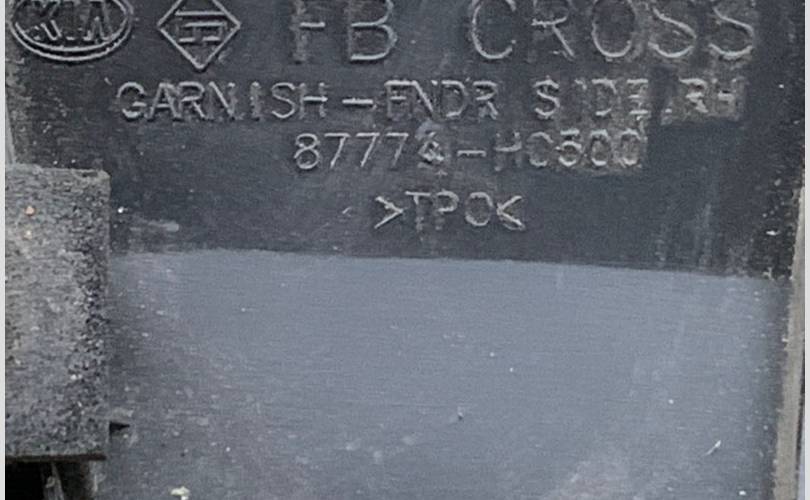 KIA FB CROSS
GARNISH-FNDR SIDE, RH
87774-H0500
>TPO<